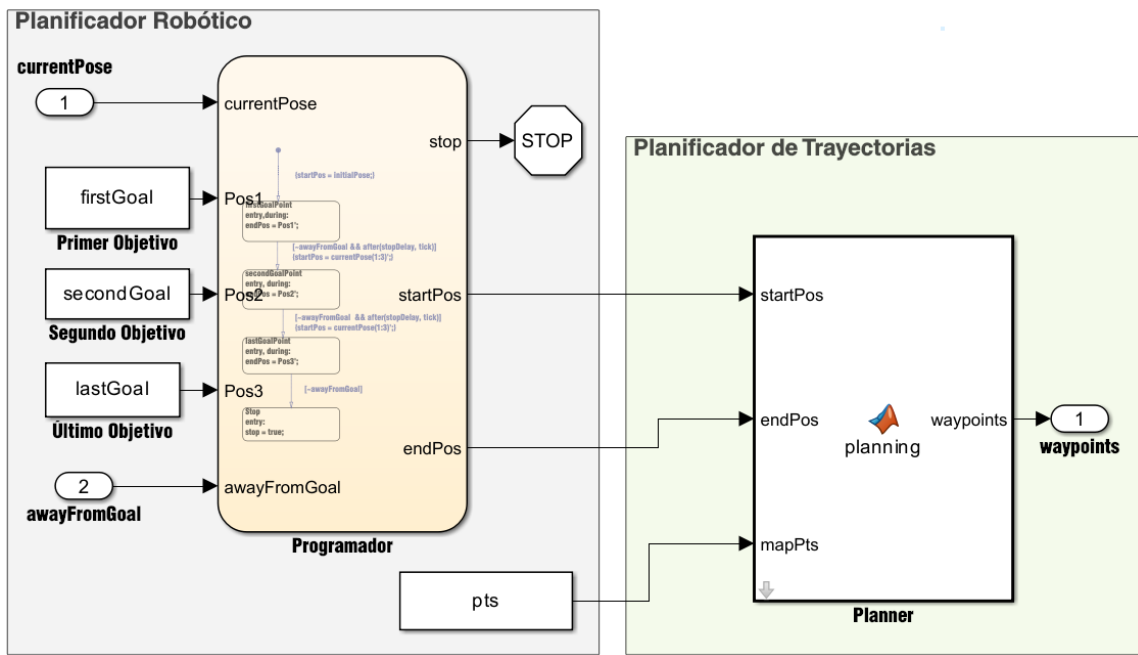 Planificador Robótico
currentPose
1
currentPose
stop
STOP
{startPos = initialPose;}
firstGoal
Pos1
Primer Objetivo
firstGoalPoint
entry,during:
endPos = Pos1';
[~awayFromGoal && after(stopDelay, tick)]
{startPos = currentPose(1:3)';}
secondGoal
Pos2
Segundo Objetivo
secondGoalPoint
entry, during:
endPos = Pos2';
startPos
[~awayFromGoal && after(stopDelay, tick)]
{startPos = currentPose(1:3)';}
lastGoal
Pos3
Último Objetivo
lastGoalPoint
entry, during:
endPos = Pos3';
[~awayFromGoal]
Stop
entry:
stop = true;
endPos
2
awayFromGoal
awayFromGoal
Programador
pts
Planificador de Trayectorias
startPos
endPos
planning
waypoints
1
waypoints
mapPts
Planner